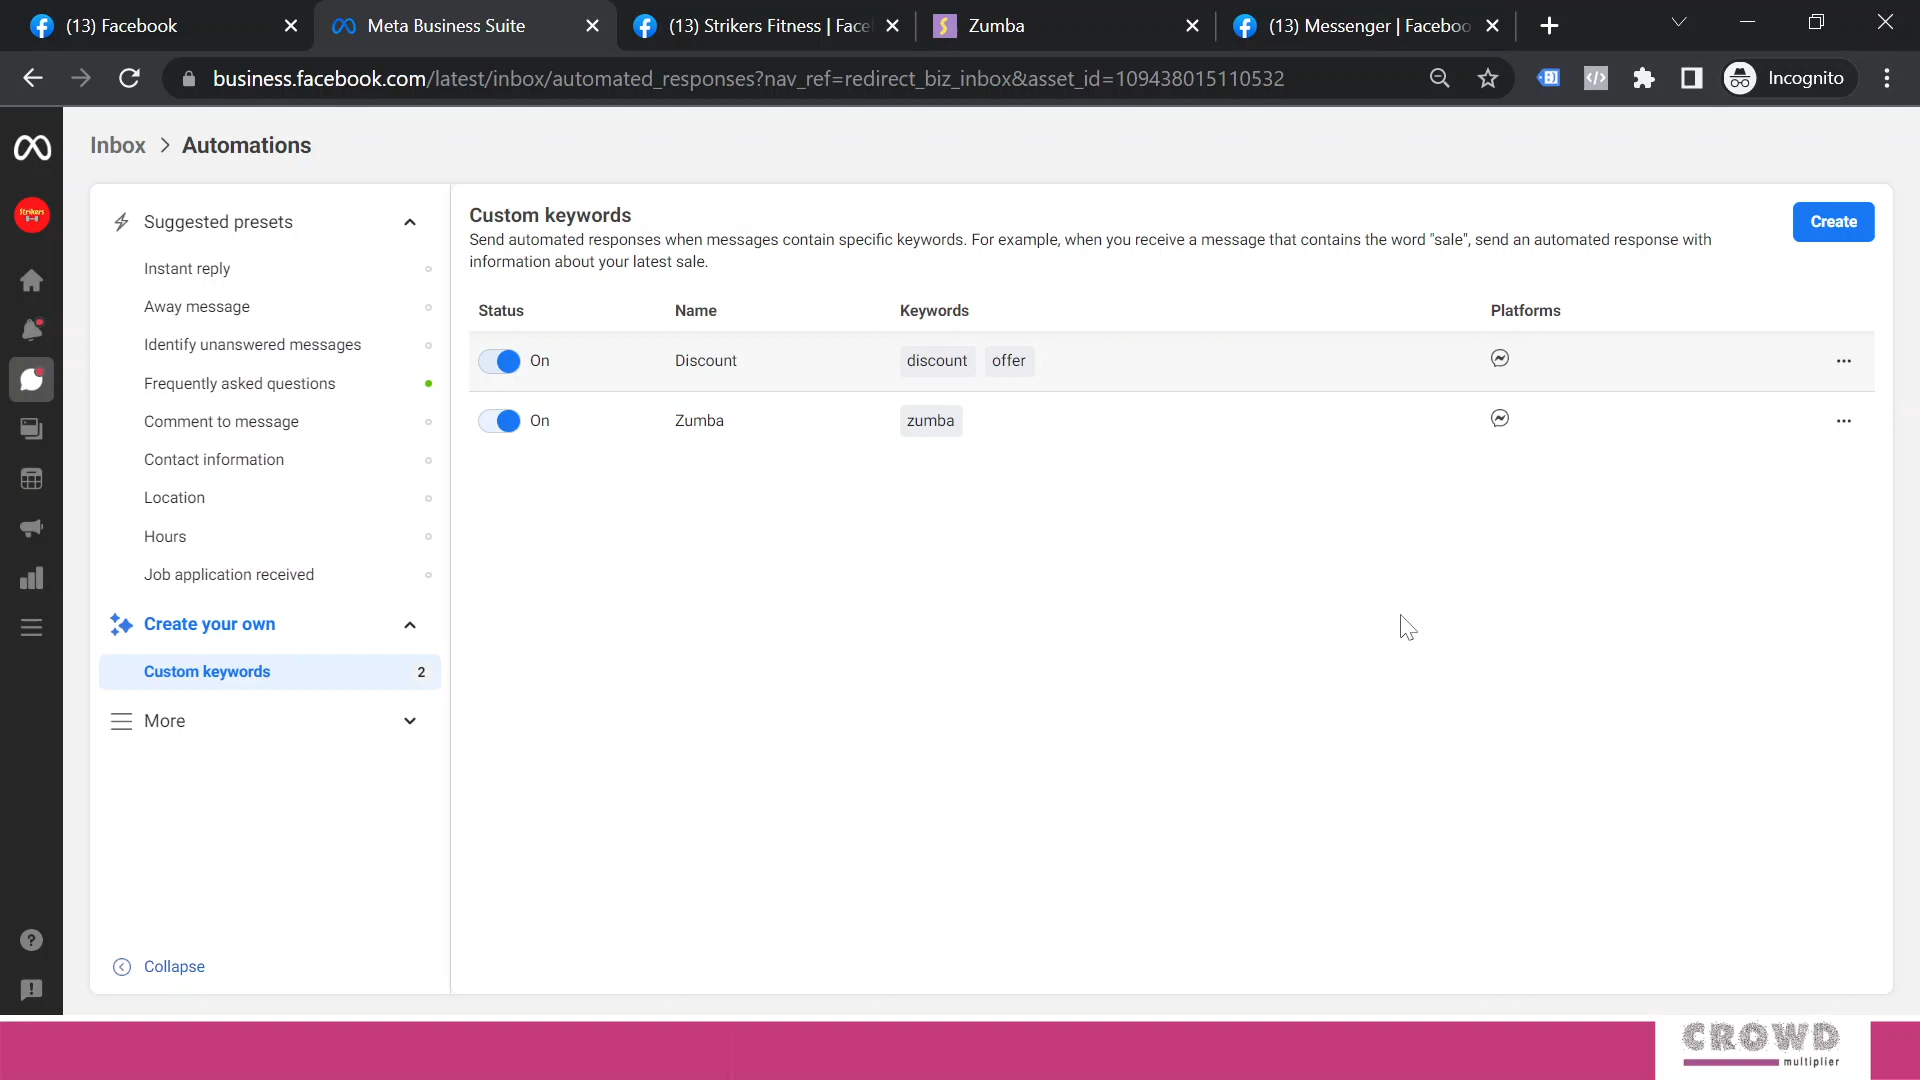 (13) Facebook
Meta Business Suite
(13) Strikers Fitness | Face
Zumba
(13) Messenger | Faceboo
business.facebook.com/latest/inbox/automated_responses?nav_ref=redirect_biz_inbox&asset_id=109438015110532
Incognito
Inbox > Automations
Strikers
Suggested presets
Instant reply
Away message
Identify unanswered messages
Frequently asked questions
Comment to message
Contact information
Location
Hours
Job application received
Create your own
Custom keywords 2
More
Collapse
Custom keywords
Create
Send automated responses when messages contain specific keywords. For example, when you receive a message that contains the word "sale", send an automated response with
information about your latest sale.
Status Name Keywords Platforms
On Discount discount offer
On Zumba zumba
CROWD
multiplier